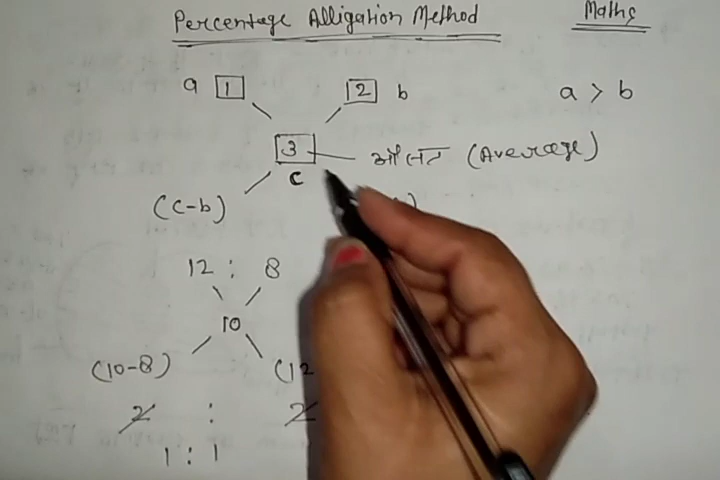 Percentage Alligation Method Maths
a 1 2 b a > b
3 औसत (Average)
c
(c-b)
12 : 8
10
(10-8) (12
2 : 2
1 : 1